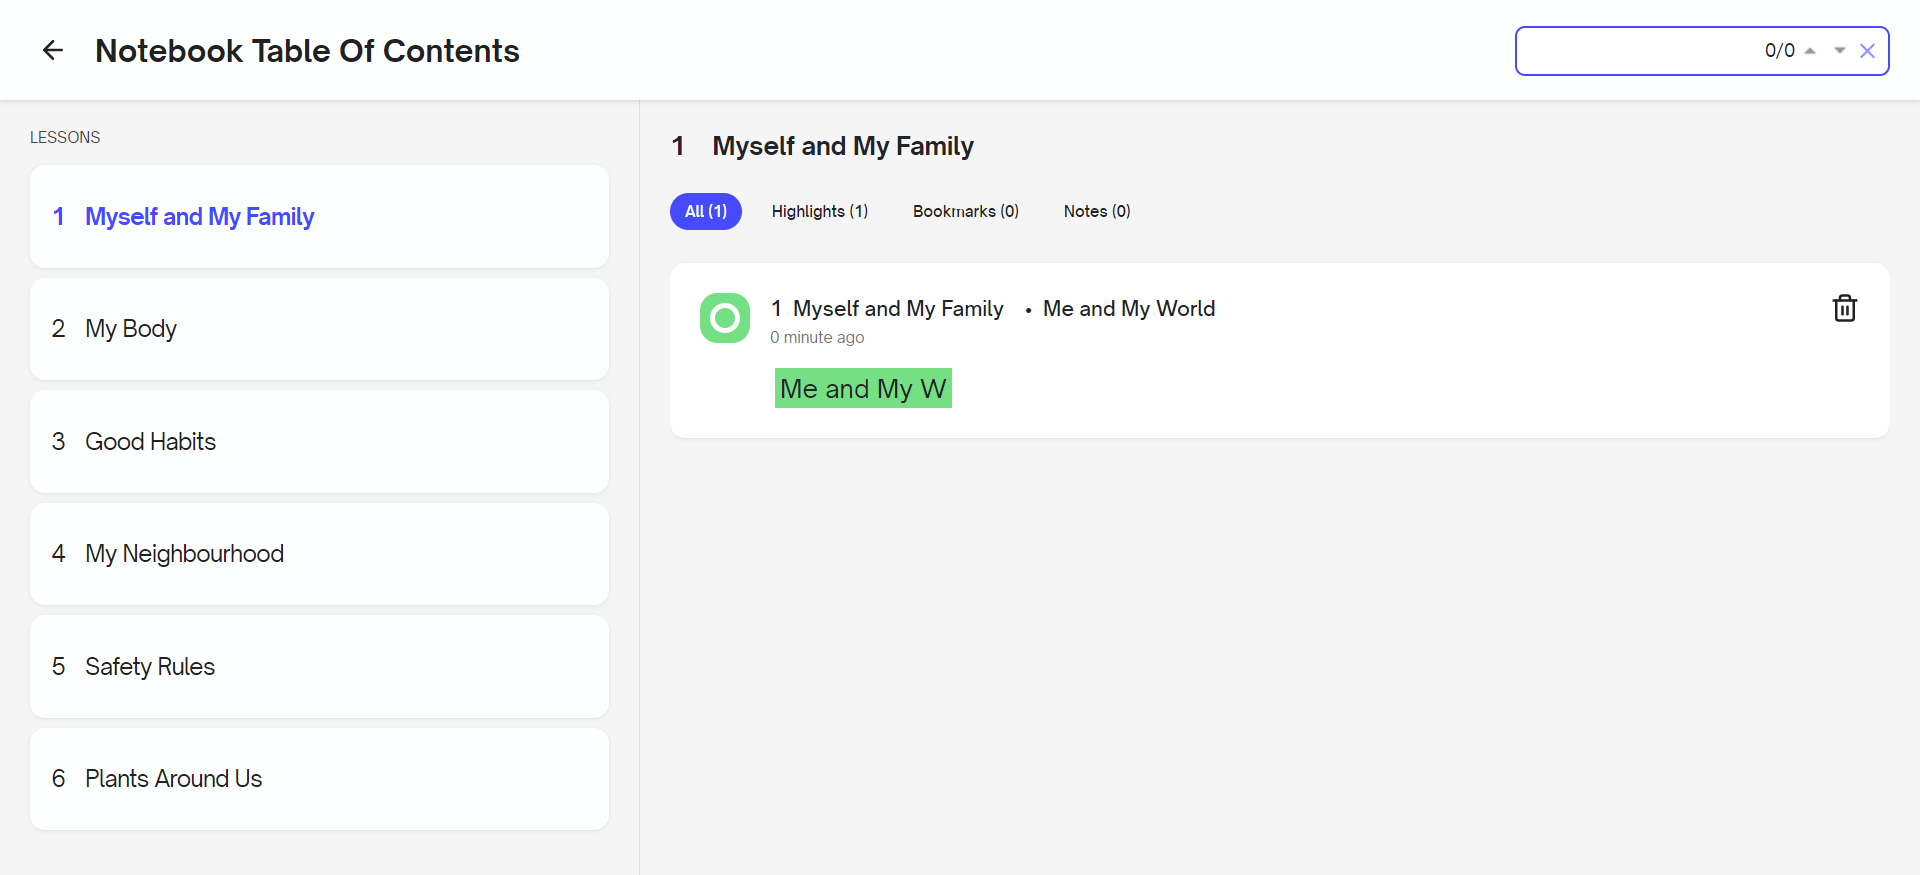 Notebook Table Of Contents
0/0
LESSONS
1 Myself and My Family
2 My Body
3 Good Habits
4 My Neighbourhood
5 Safety Rules
6 Plants Around Us
1 Myself and My Family
All (1) Highlights (1) Bookmarks (0) Notes (0)
1 Myself and My Family • Me and My World
0 minute ago
Me and My W